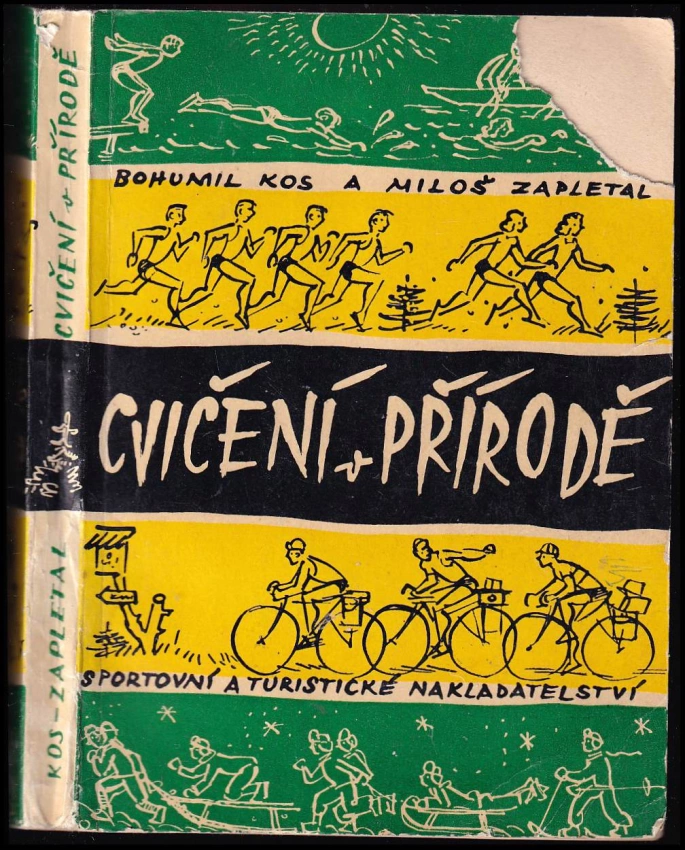 BOHUMIL KOS A MILOŠ ZAPLETAL
CVIČENÍ v PŘÍRODĚ
SPORTOVNÍ A TURISTICKÉ NAKLADATELSTVÍ
KOS-ZAPLETAL
CVIČENÍ v PŘÍRODĚ